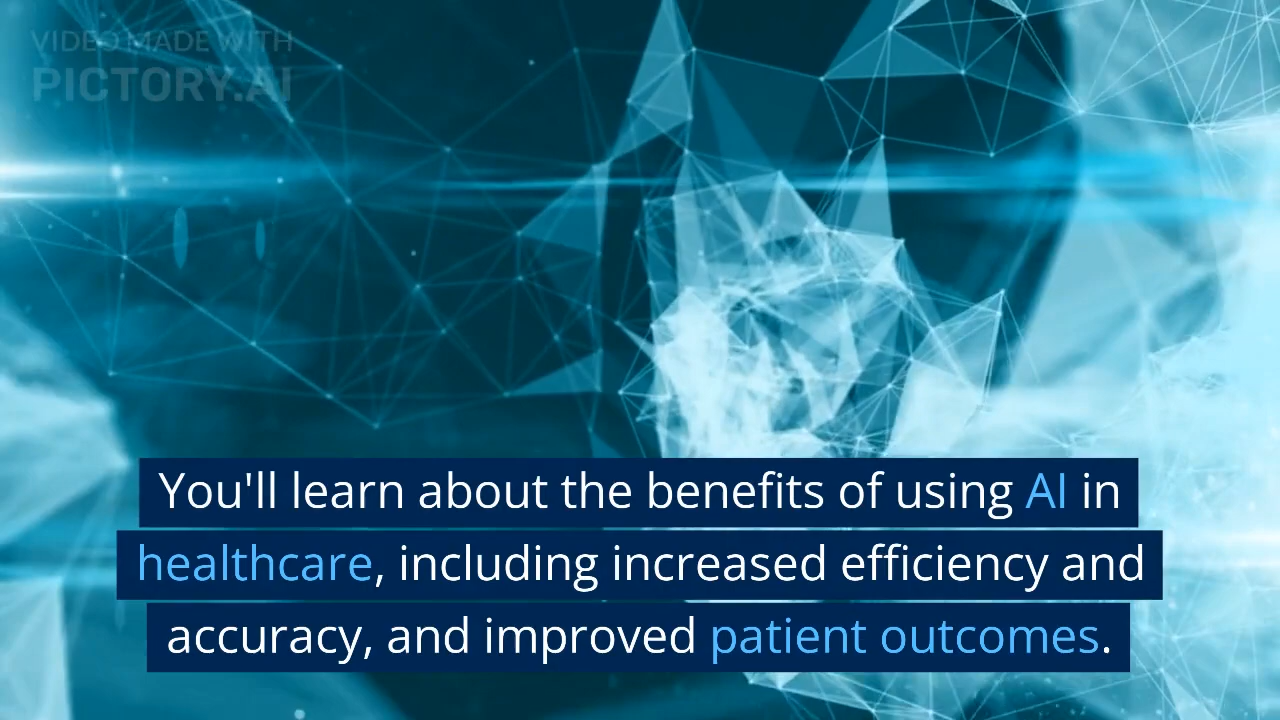 VIDEO MADE WITH
PICTORY.AI
You'll learn about the benefits of using AI in
healthcare, including increased efficiency and
accuracy, and improved patient outcomes.